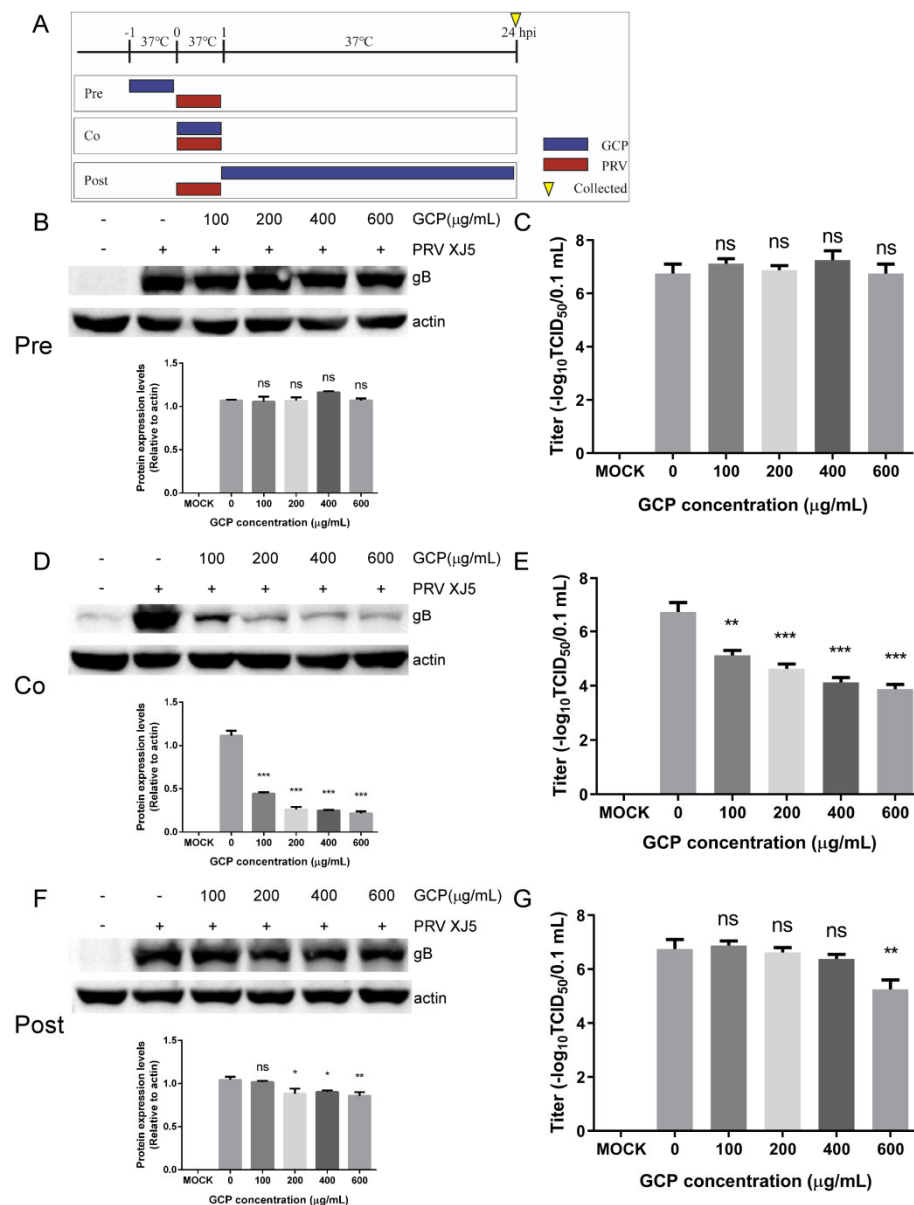 A
-1 37℃ 0 37℃ 1 37℃ 24 hpi
Pre
Co
Post
GCP
PRV
Collected
B
- - 100 200 400 600 GCP(μg/mL)
- + + + + + PRV XJ5
gB
actin
Pre
Protein expression levels
(Relative to actin)
1.5
1.0
0.5
0.0
ns ns ns ns
MOCK 0 100 200 400 600
GCP concentration (μg/mL)
C
Titer (-log10TCID50/0.1 mL)
8
6
4
2
0
ns ns ns ns
MOCK 0 100 200 400 600
GCP concentration (μg/mL)
D
- - 100 200 400 600 GCP(μg/mL)
- + + + + + PRV XJ5
gB
actin
Co
Protein expression levels
(Relative to actin)
1.5
1.0
0.5
0.0
*** *** *** ***
MOCK 0 100 200 400 600
GCP concentration (μg/mL)
E
Titer (-log10TCID50/0.1 mL)
8
6
4
2
0
** *** *** ***
MOCK 0 100 200 400 600
GCP concentration (μg/mL)
F
- - 100 200 400 600 GCP(μg/mL)
- + + + + + PRV XJ5
gB
actin
Post
Protein expression levels
(Relative to actin)
1.5
1.0
0.5
0.0
ns * * **
MOCK 0 100 200 400 600
GCP concentration (μg/mL)
G
Titer (-log10TCID50/0.1 mL)
8
6
4
2
0
ns ns ns **
MOCK 0 100 200 400 600
GCP concentration (μg/mL)